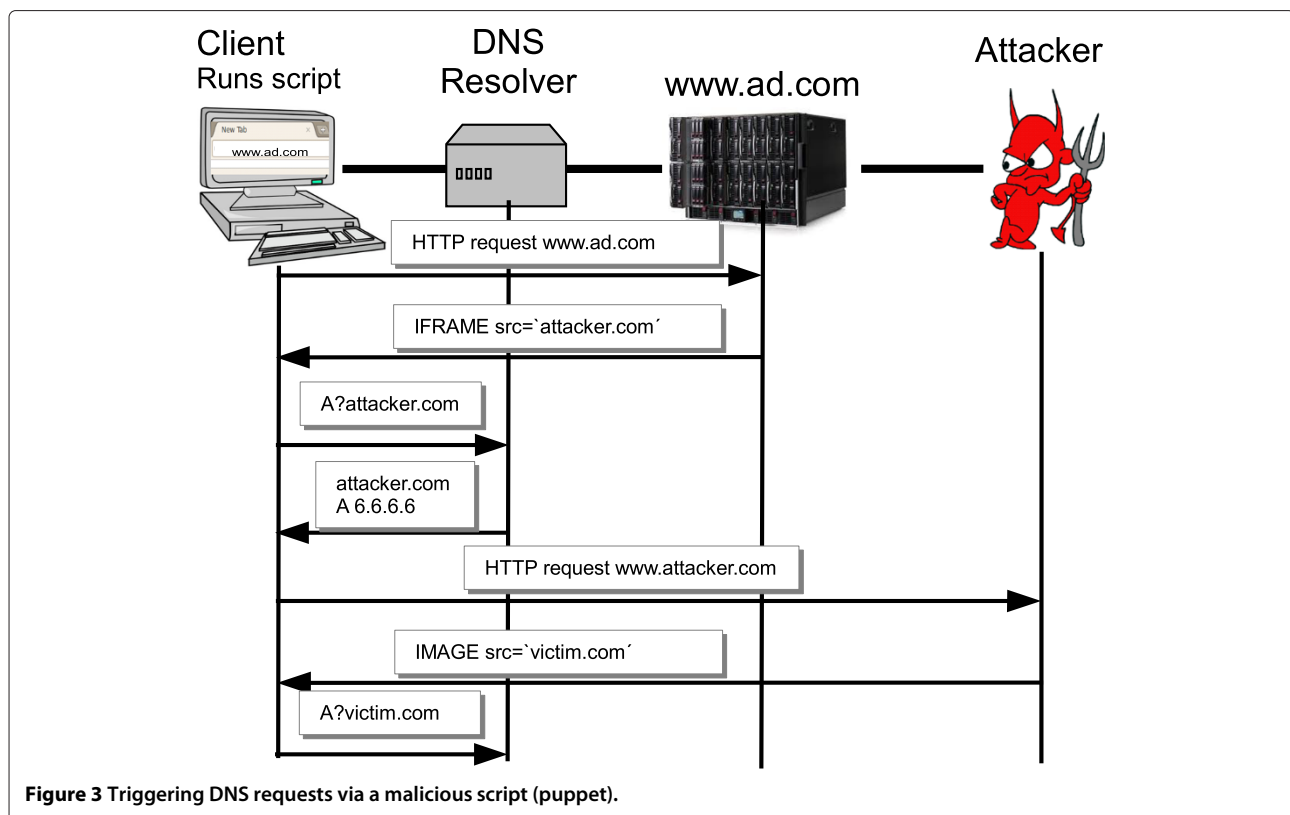 Client
Runs script
DNS
Resolver
www.ad.com
Attacker
New Tab
www.ad.com
HTTP request www.ad.com
IFRAME src=`attacker.com´
A?attacker.com
attacker.com
A 6.6.6.6
HTTP request www.attacker.com
IMAGE src=`victim.com´
A?victim.com
Figure 3 Triggering DNS requests via a malicious script (puppet).